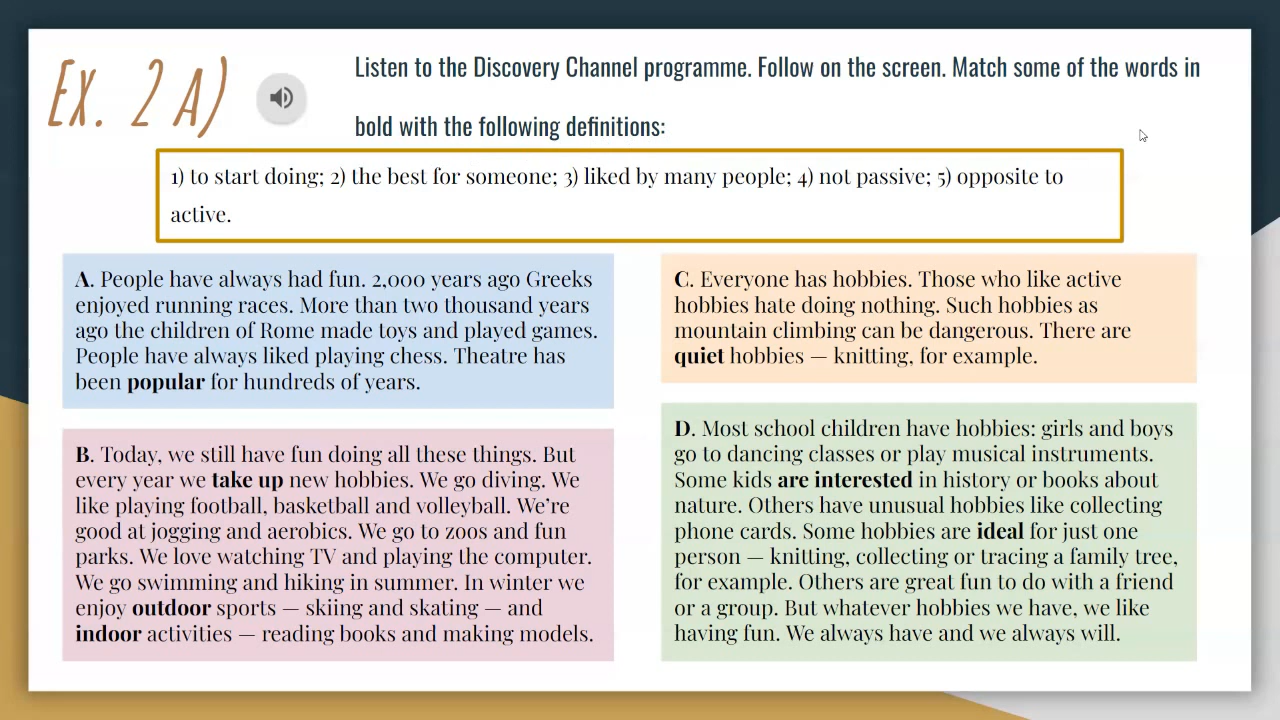 Ex. 2 A)
Listen to the Discovery Channel programme. Follow on the screen. Match some of the words in
bold with the following definitions:
1) to start doing; 2) the best for someone; 3) liked by many people; 4) not passive; 5) opposite to
active.
A. People have always had fun. 2,000 years ago Greeks
enjoyed running races. More than two thousand years
ago the children of Rome made toys and played games.
People have always liked playing chess. Theatre has
been popular for hundreds of years.
B. Today, we still have fun doing all these things. But
every year we take up new hobbies. We go diving. We
like playing football, basketball and volleyball. We’re
good at jogging and aerobics. We go to zoos and fun
parks. We love watching TV and playing the computer.
We go swimming and hiking in summer. In winter we
enjoy outdoor sports — skiing and skating — and
indoor activities — reading books and making models.
C. Everyone has hobbies. Those who like active
hobbies hate doing nothing. Such hobbies as
mountain climbing can be dangerous. There are
quiet hobbies — knitting, for example.
D. Most school children have hobbies: girls and boys
go to dancing classes or play musical instruments.
Some kids are interested in history or books about
nature. Others have unusual hobbies like collecting
phone cards. Some hobbies are ideal for just one
person — knitting, collecting or tracing a family tree,
for example. Others are great fun to do with a friend
or a group. But whatever hobbies we have, we like
having fun. We always have and we always will.